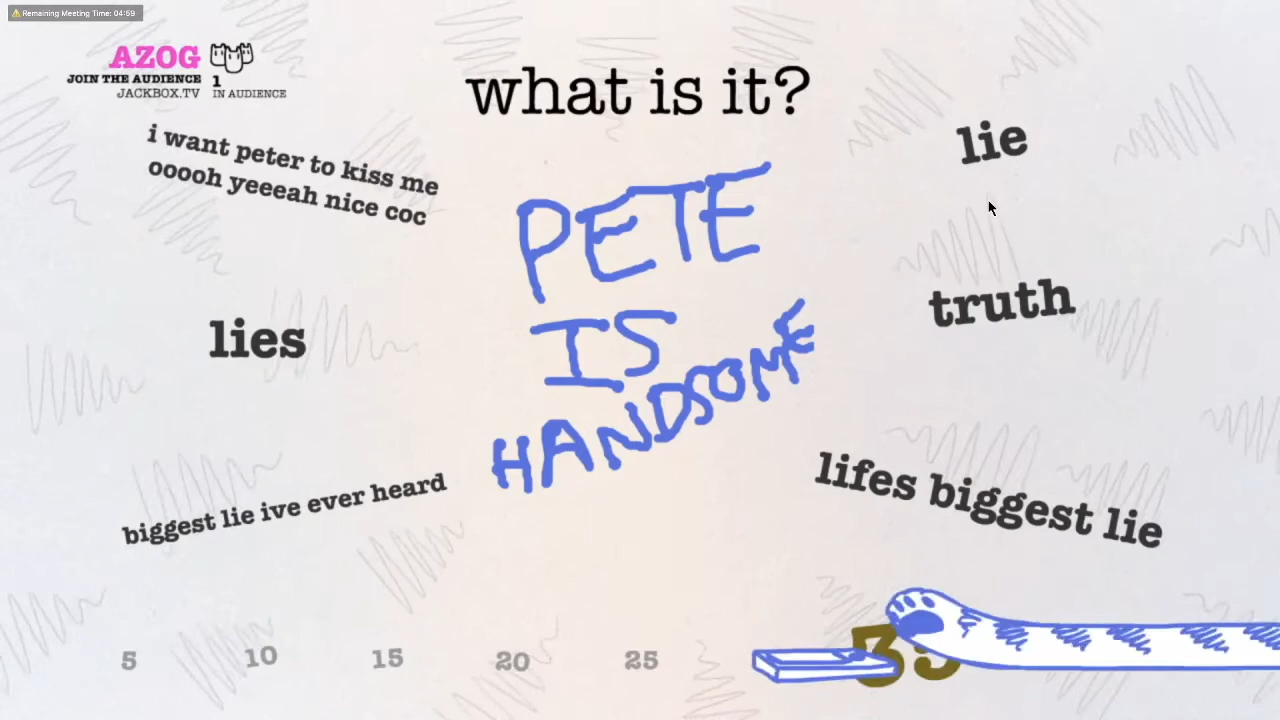 ⚠ Remaining Meeting Time: 04:59
AZOG
JOIN THE AUDIENCE
JACKBOX.TV
1
IN AUDIENCE
what is it?
i want peter to kiss me
ooooh yeeeah nice coc
lie
PETE
IS
HANDSOME
lies
truth
biggest lie ive ever heard
lifes biggest lie
5 10 15 20 25